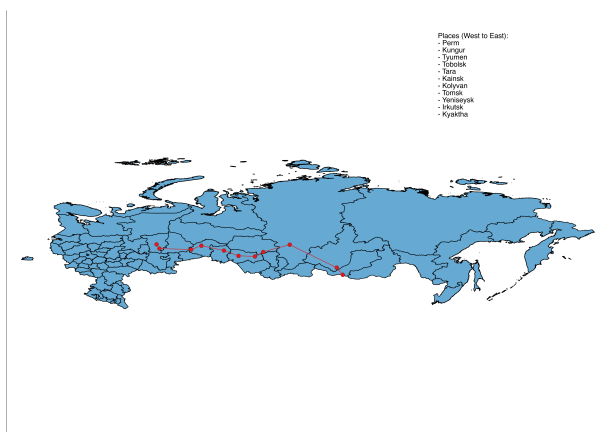 Places (West to East):
- Perm
- Kungur
- Tyumen
- Tobolsk
- Tara
- Kainsk
- Kolyvan
- Tomsk
- Yeniseysk
- Irkutsk
- Kyaktha